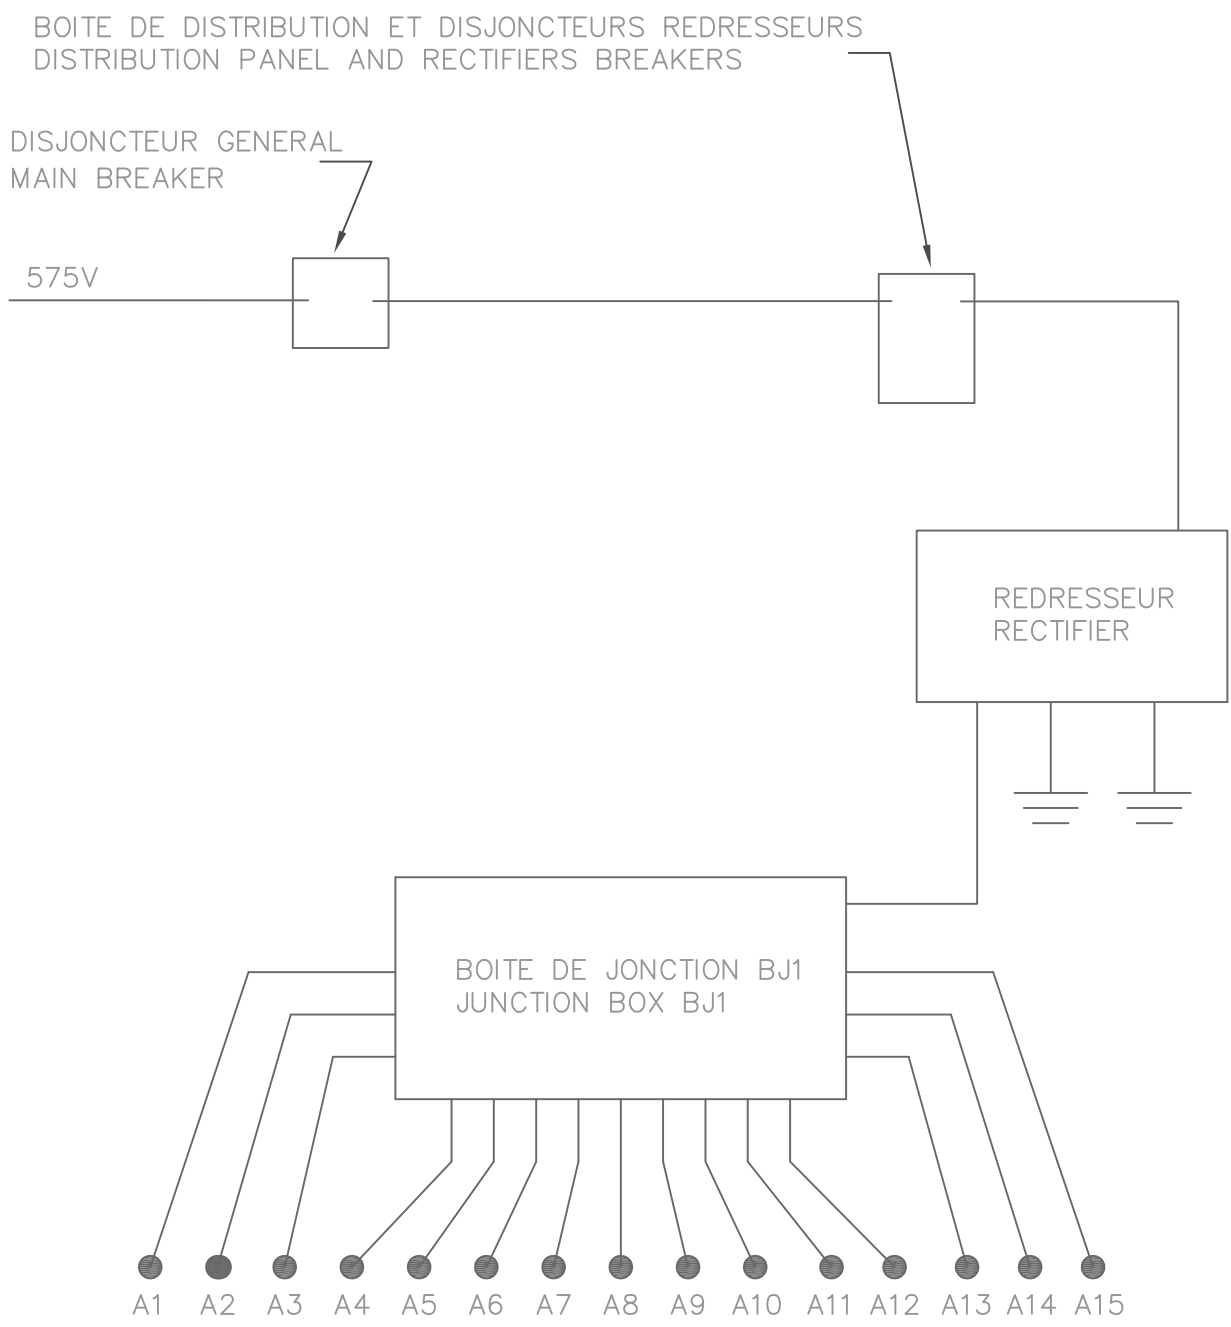 BOITE DE DISTRIBUTION ET DISJONCTEURS REDRESSEURS
DISTRIBUTION PANEL AND RECTIFIERS BREAKERS
DISJONCTEUR GENERAL
MAIN BREAKER
575V
REDRESSEUR
RECTIFIER
BOITE DE JONCTION BJ1
JUNCTION BOX BJ1
A1 A2 A3 A4 A5 A6 A7 A8 A9 A10 A11 A12 A13 A14 A15